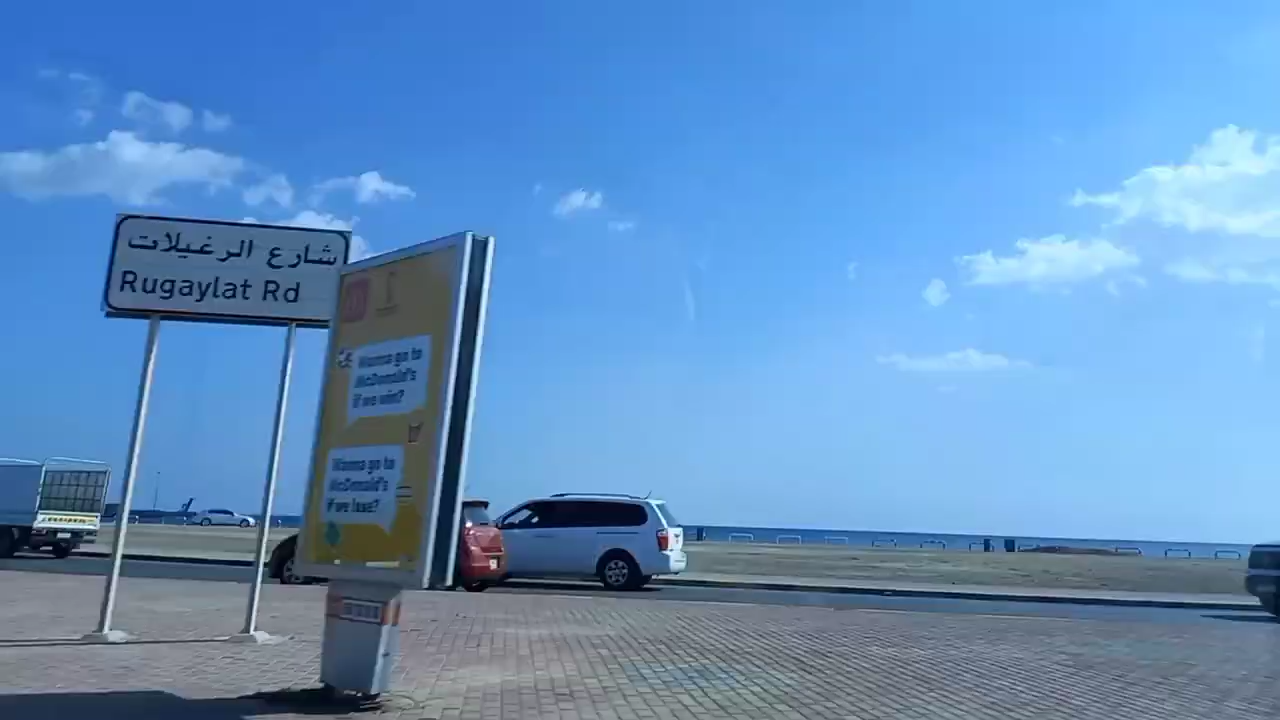 شارع الرغيلات
Rugaylat Rd
Wanna go to
McDonald's
if we win?
Wanna go to
McDonald's
if we lose?